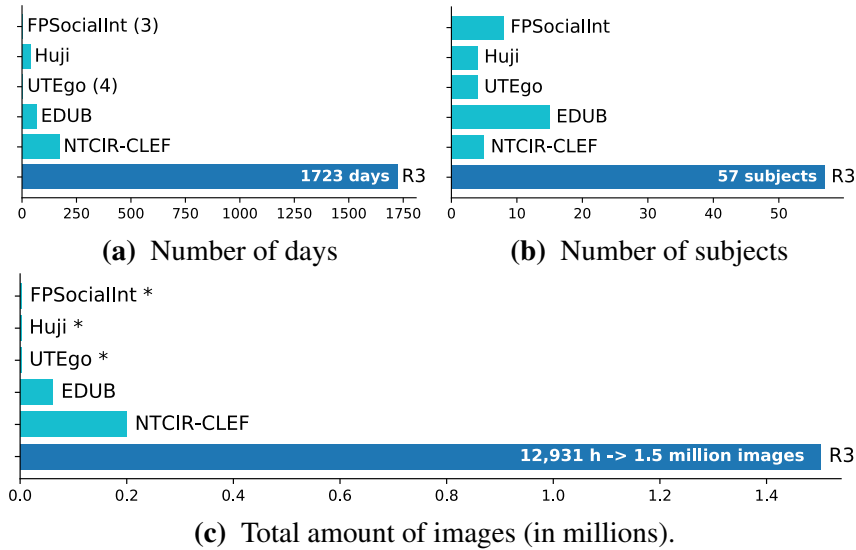 FPSocialInt (3)
Huji
UTEgo (4)
EDUB
NTCIR-CLEF
1723 days R3
0 250 500 750 1000 1250 1500 1750
(a) Number of days
FPSocialInt
Huji
UTEgo
EDUB
NTCIR-CLEF
57 subjects R3
0 10 20 30 40 50
(b) Number of subjects
FPSocialInt *
Huji *
UTEgo *
EDUB
NTCIR-CLEF
12,931 h -> 1.5 million images R3
0.0 0.2 0.4 0.6 0.8 1.0 1.2 1.4
(c) Total amount of images (in millions).